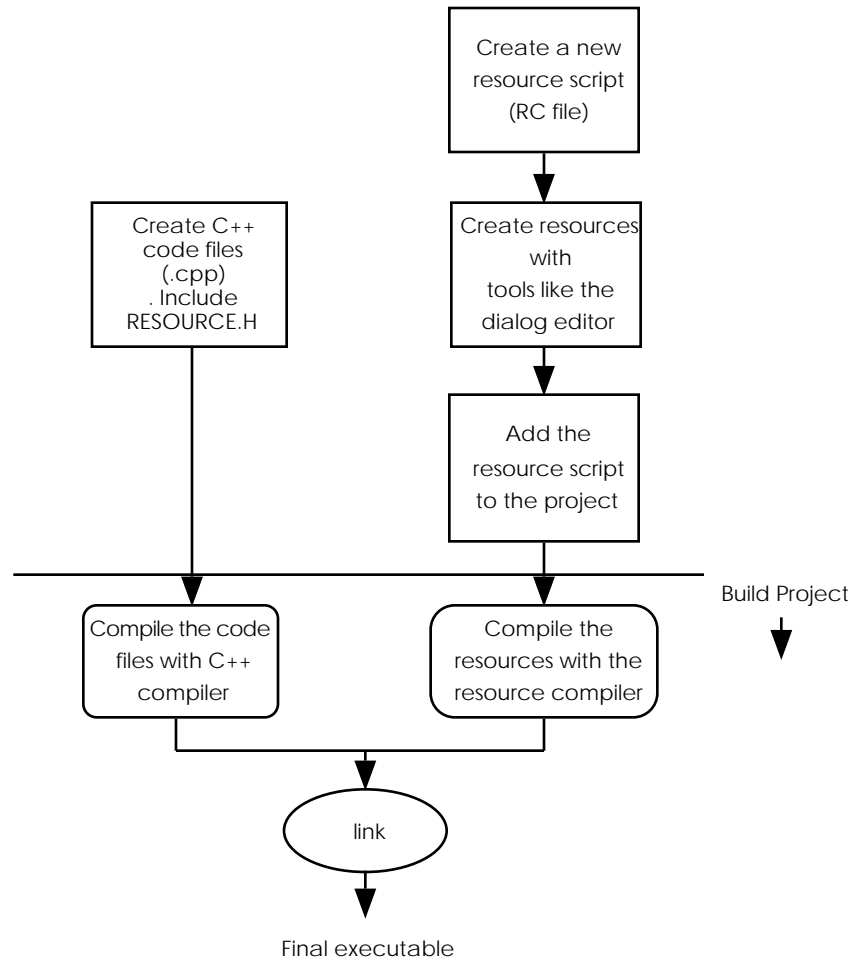 Create a new
resource script
(RC file)
Create C++
code files
(.cpp)
. Include
RESOURCE.H
Create resources
with
tools like the
dialog editor
Add the
resource script
to the project
Build Project
Compile the code
files with C++
compiler
Compile the
resources with the
resource compiler
link
Final executable